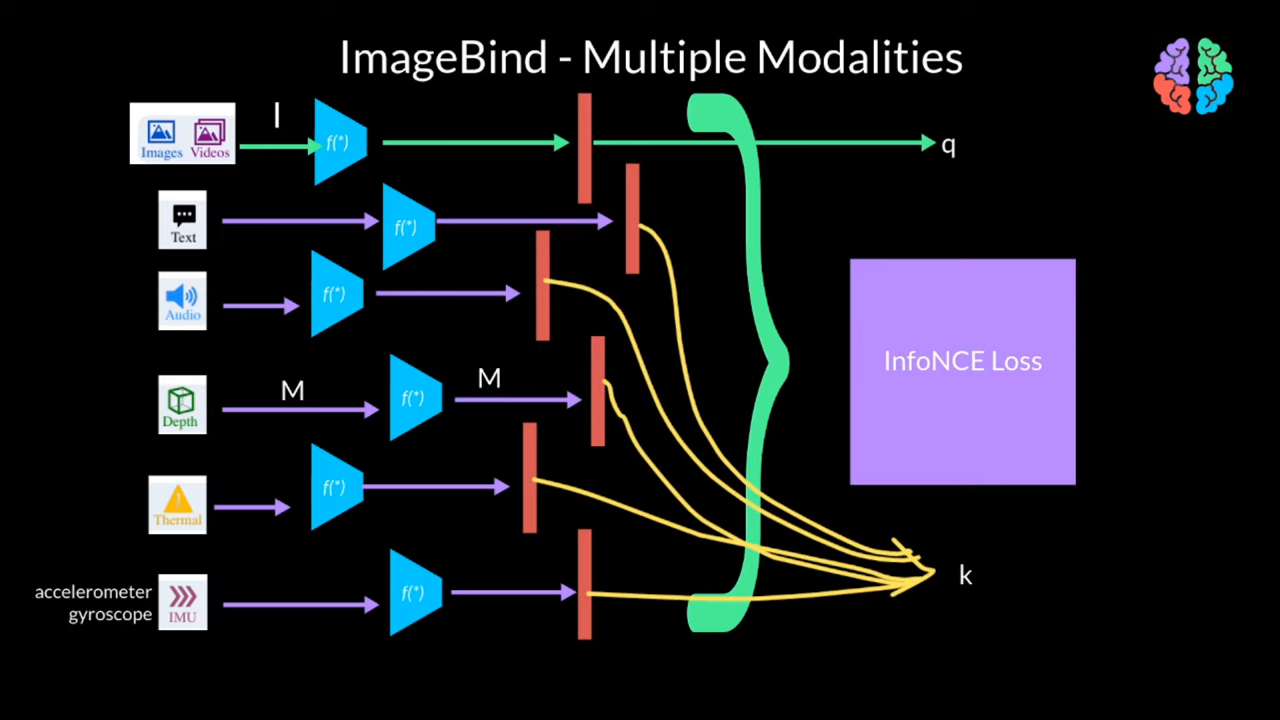 ImageBind - Multiple Modalities
I
f(*)
Images Videos
q
Text
f(*)
Audio
f(*)
InfoNCE Loss
M
M
f(*)
Depth
f(*)
Thermal
k
accelerometer
gyroscope
IMU
f(*)